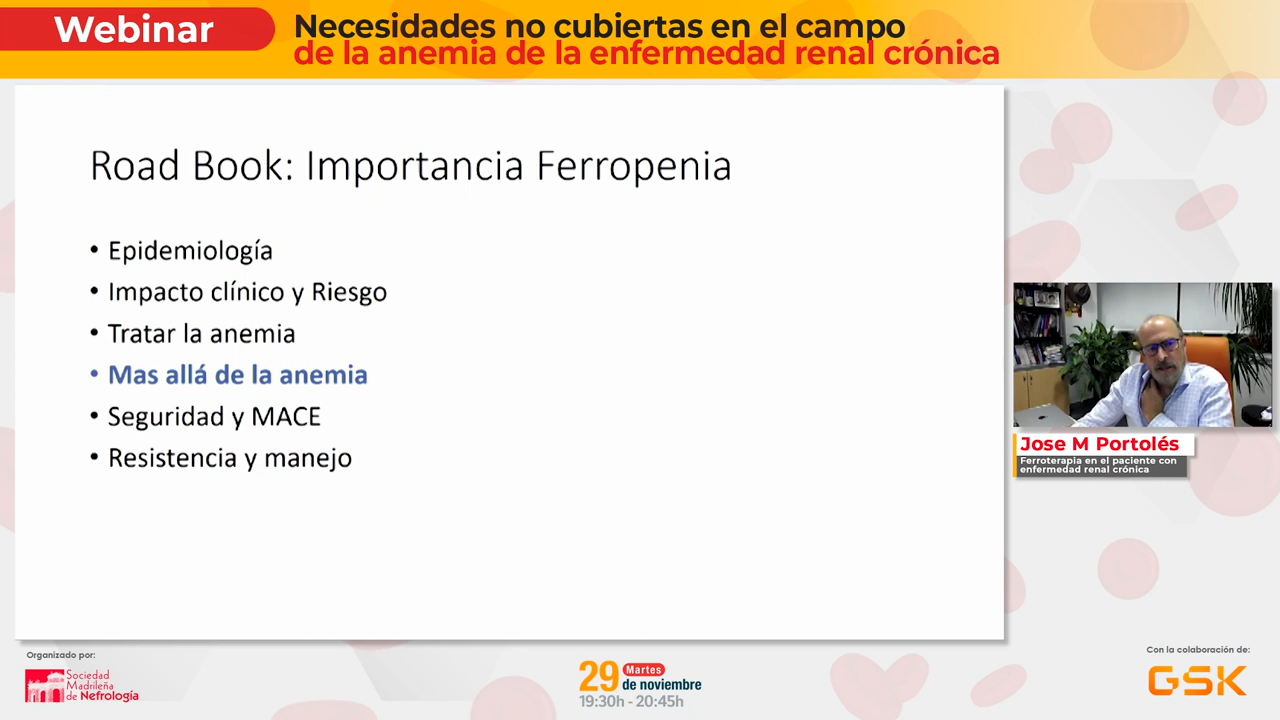 Webinar
Necesidades no cubiertas en el campo
de la anemia de la enfermedad renal crónica
Road Book: Importancia Ferropenia
• Epidemiología
• Impacto clínico y Riesgo
• Tratar la anemia
• Mas allá de la anemia
• Seguridad y MACE
• Resistencia y manejo
Jose M Portolés
Ferroterapia en el paciente con
enfermedad renal crónica
Organizado por:
Sociedad
Madrileña
de Nefrología
29 Martes
de noviembre
19:30h - 20:45h
Con la colaboración de:
GSK